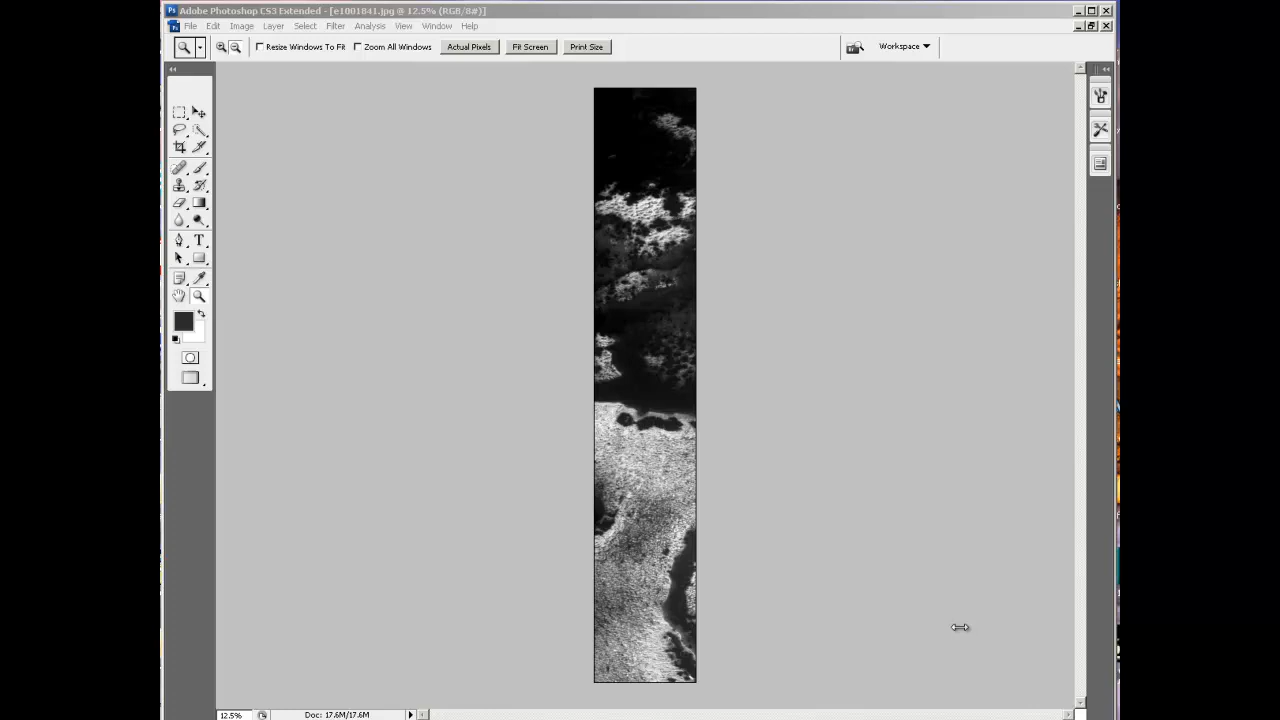 Adobe Photoshop CS3 Extended - [e1001841.jpg @ 12.5% (RGB/8#)]
File Edit Image Layer Select Filter Analysis View Window Help
Resize Windows To Fit Zoom All Windows Actual Pixels Fit Screen Print Size Workspace
12.5% Doc: 17.6M/17.6M